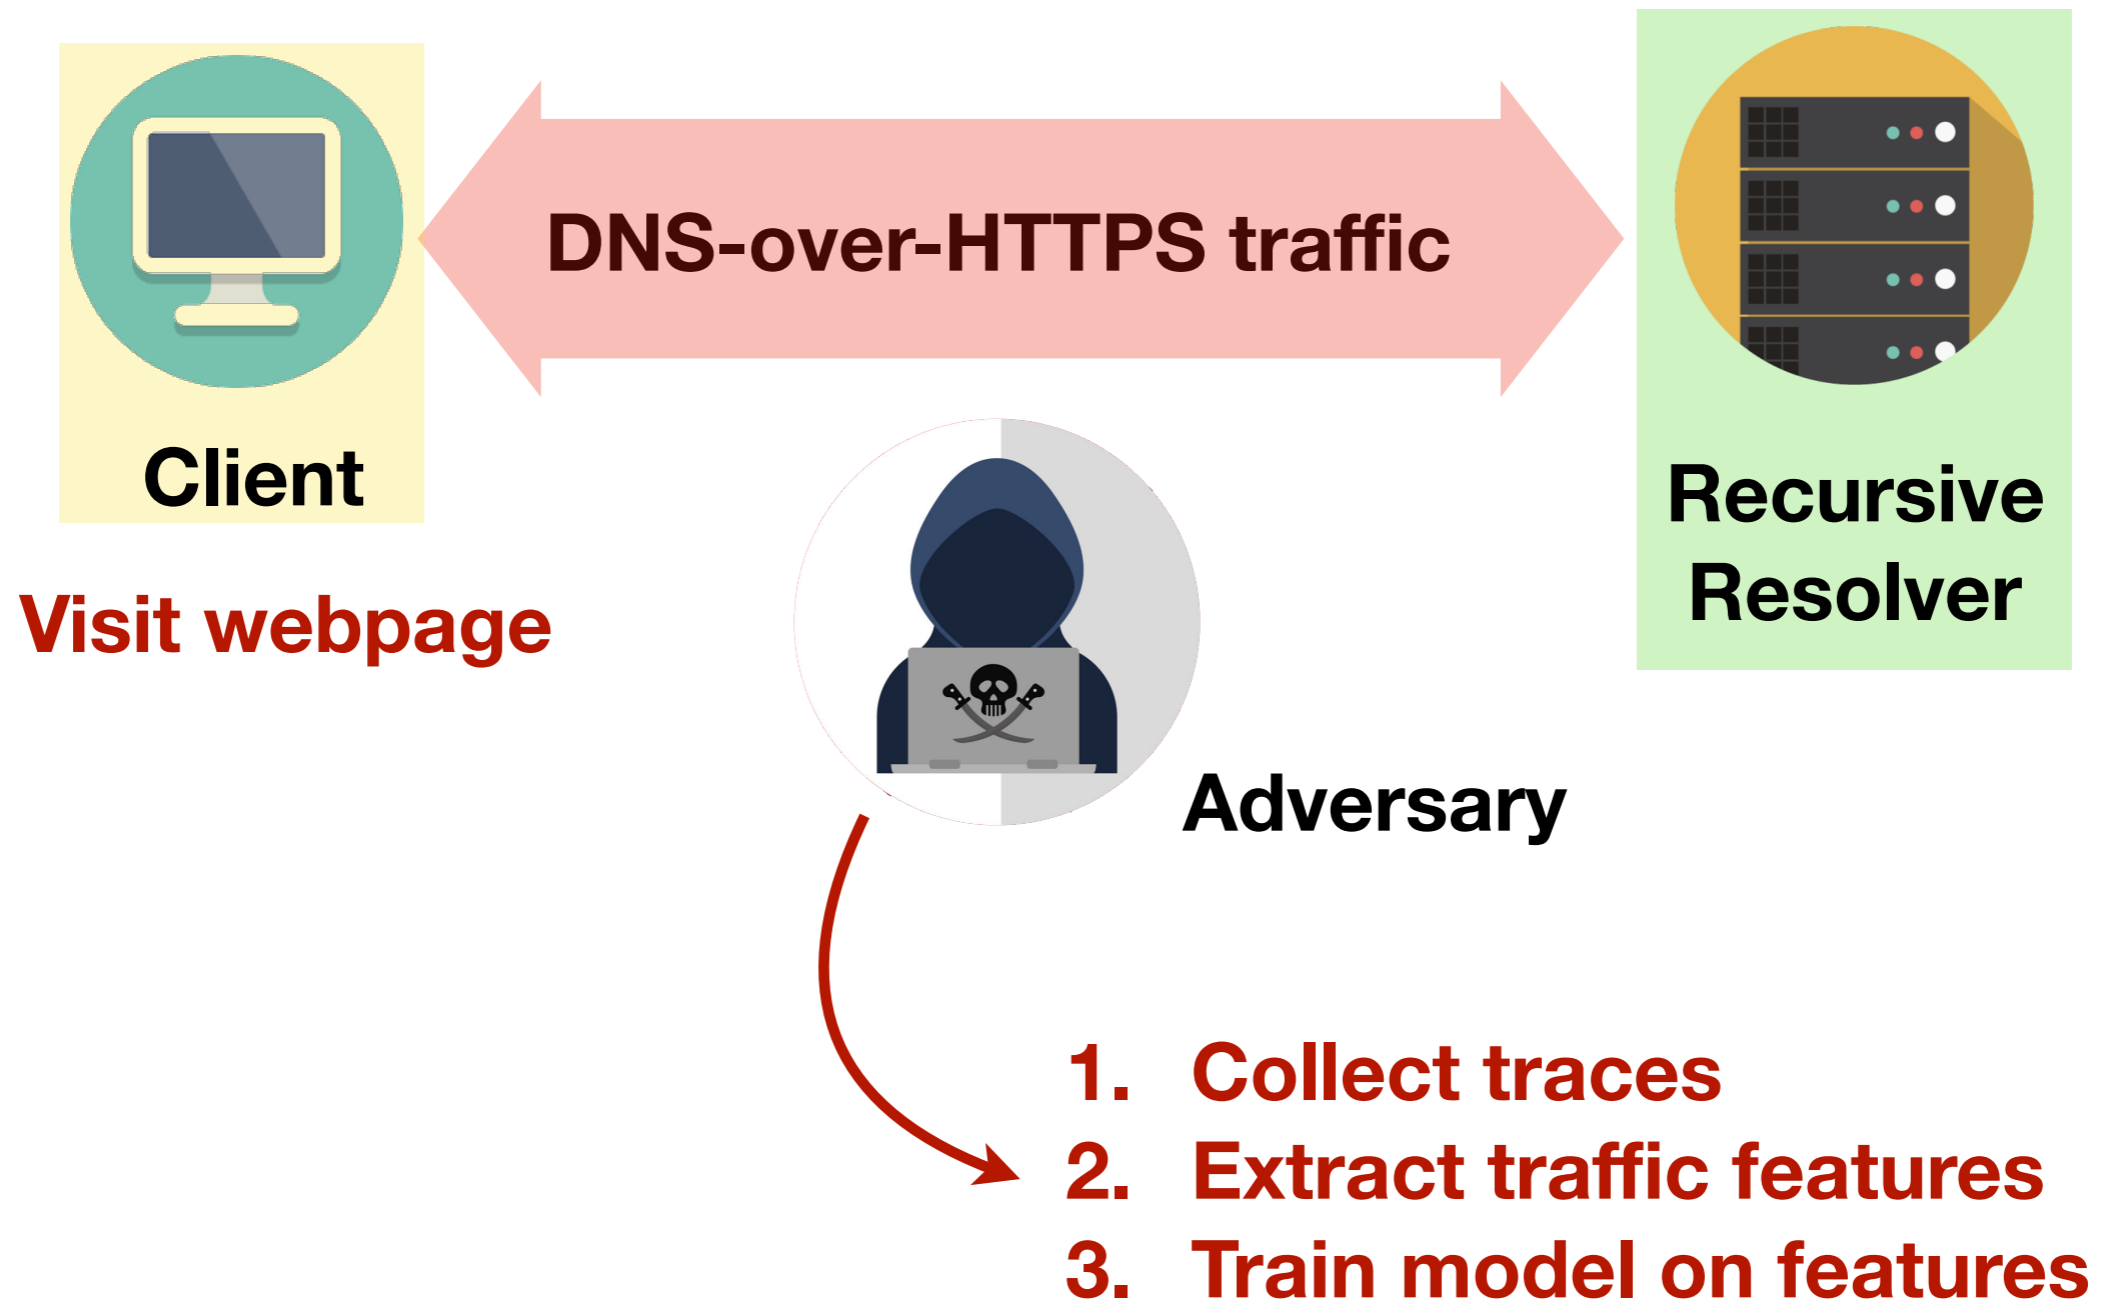 DNS-over-HTTPS traffic
Client
Recursive
Resolver
Visit webpage
Adversary
1. Collect traces
2. Extract traffic features
3. Train model on features